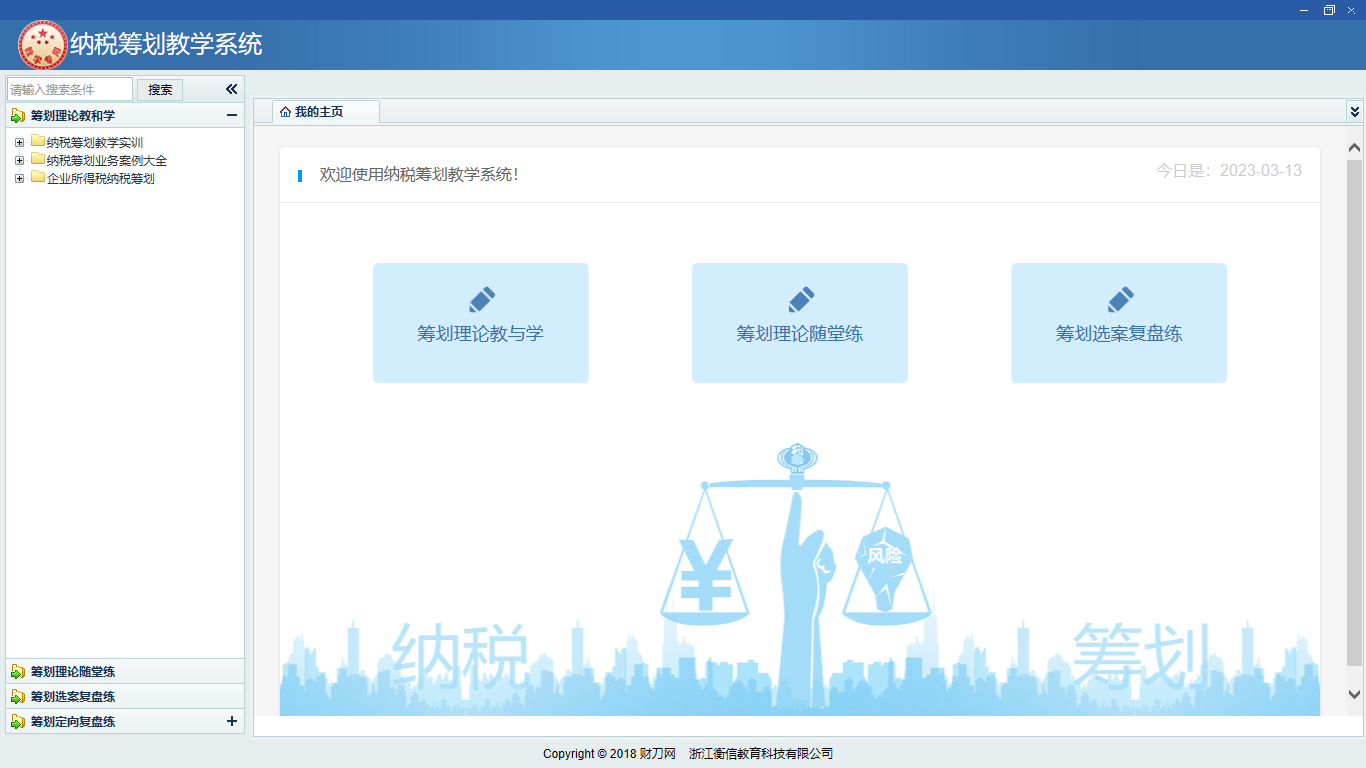 纳税筹划教学系统
请输入搜索条件
搜索
筹划理论教和学
纳税筹划教学实训
纳税筹划业务案例大全
企业所得税纳税筹划
筹划理论随堂练
筹划选案复盘练
筹划定向复盘练
我的主页
欢迎使用纳税筹划教学系统!
今日是：2023-03-13
筹划理论教与学
筹划理论随堂练
筹划选案复盘练
¥
风险
纳税
筹划
Copyright © 2018 财刀网 浙江衡信教育科技有限公司